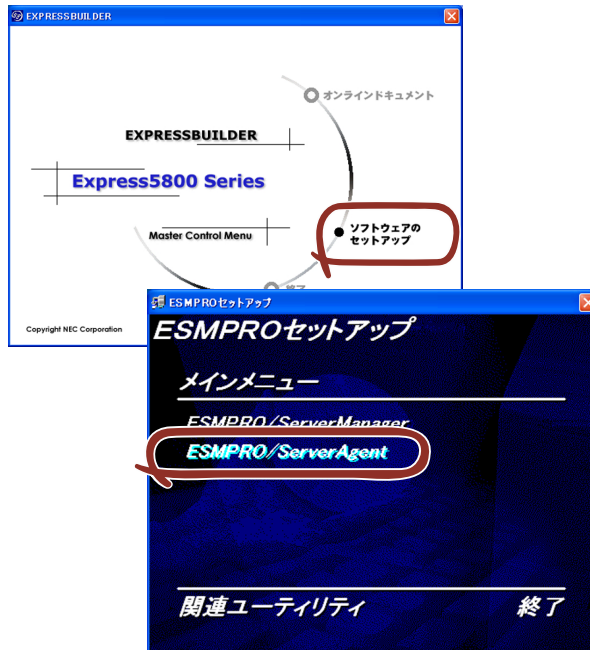 EXPRESSBUILDER
オンラインドキュメント
EXPRESSBUILDER
Express5800 Series
ソフトウェアの
セットアップ
Master Control Menu
終了
Copyright NEC Corporation
ESMPROセットアップ
ESMPROセットアップ
メインメニュー
ESMPRO/ServerManager
ESMPRO/ServerAgent
関連ユーティリティ
終了